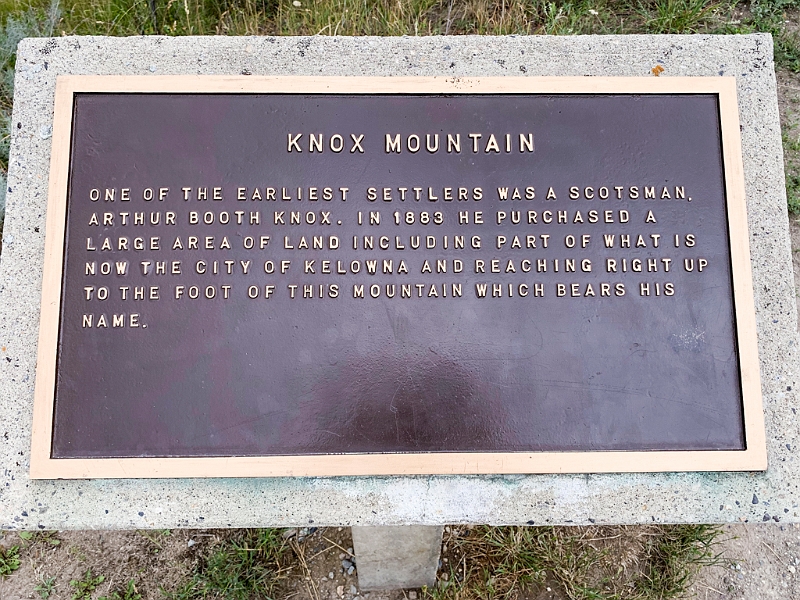 KNOX MOUNTAIN
ONE OF THE EARLIEST SETTLERS WAS A SCOTSMAN,
ARTHUR BOOTH KNOX. IN 1883 HE PURCHASED A
LARGE AREA OF LAND INCLUDING PART OF WHAT IS
NOW THE CITY OF KELOWNA AND REACHING RIGHT UP
TO THE FOOT OF THIS MOUNTAIN WHICH BEARS HIS
NAME.